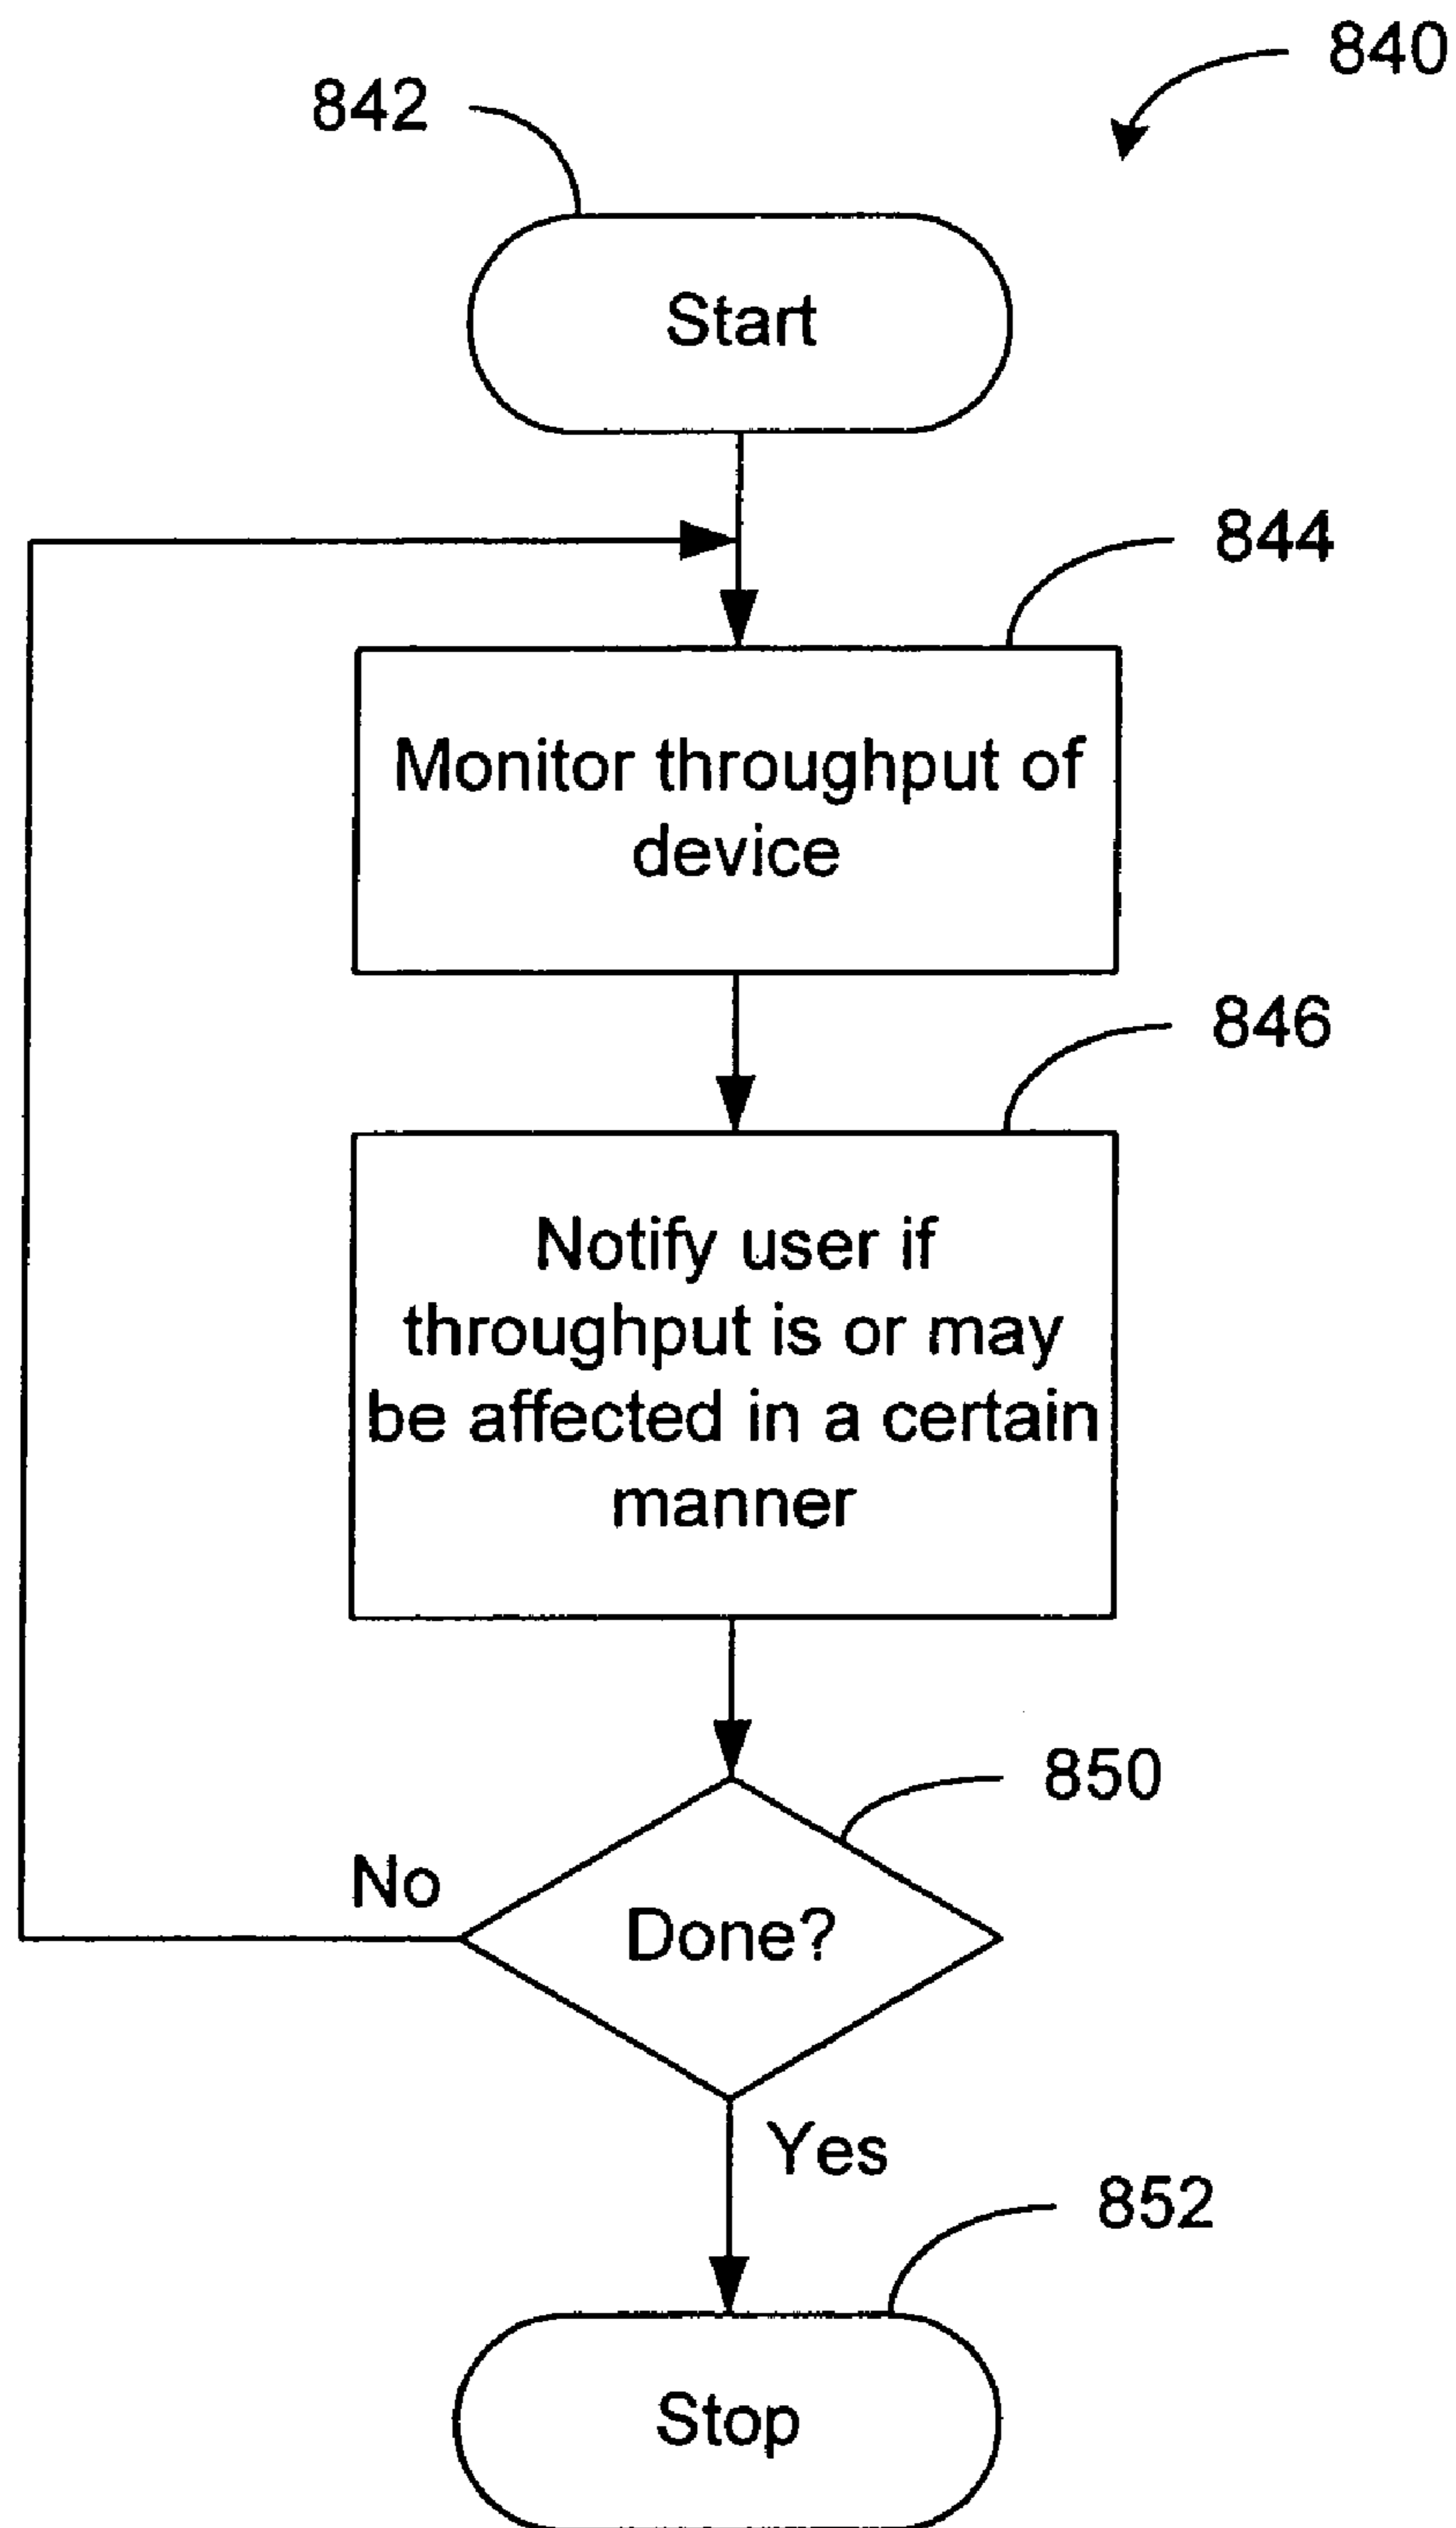 840
842
Start
844
Monitor throughput of
device
846
Notify user if
throughput is or may
be affected in a certain
manner
850
No
Done?
Yes
852
Stop